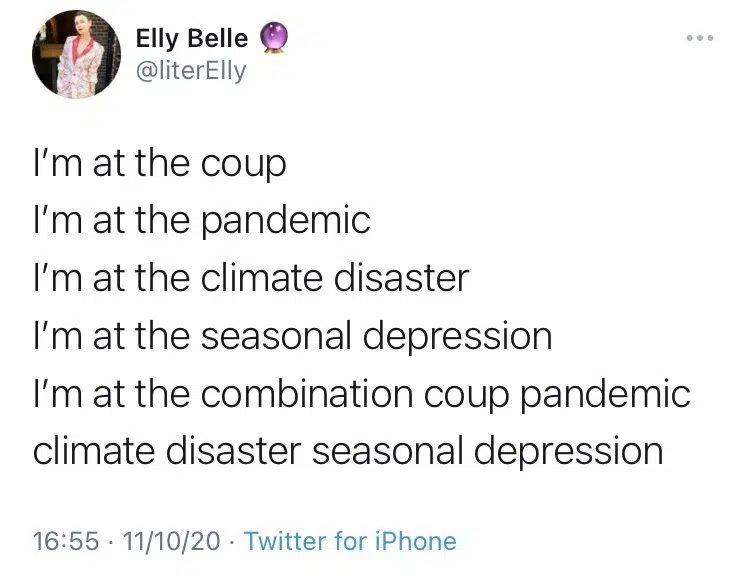 Elly Belle 🔮
@literElly
I'm at the coup
I'm at the pandemic
I'm at the climate disaster
I'm at the seasonal depression
I'm at the combination coup pandemic
climate disaster seasonal depression
16:55 · 11/10/20 · Twitter for iPhone